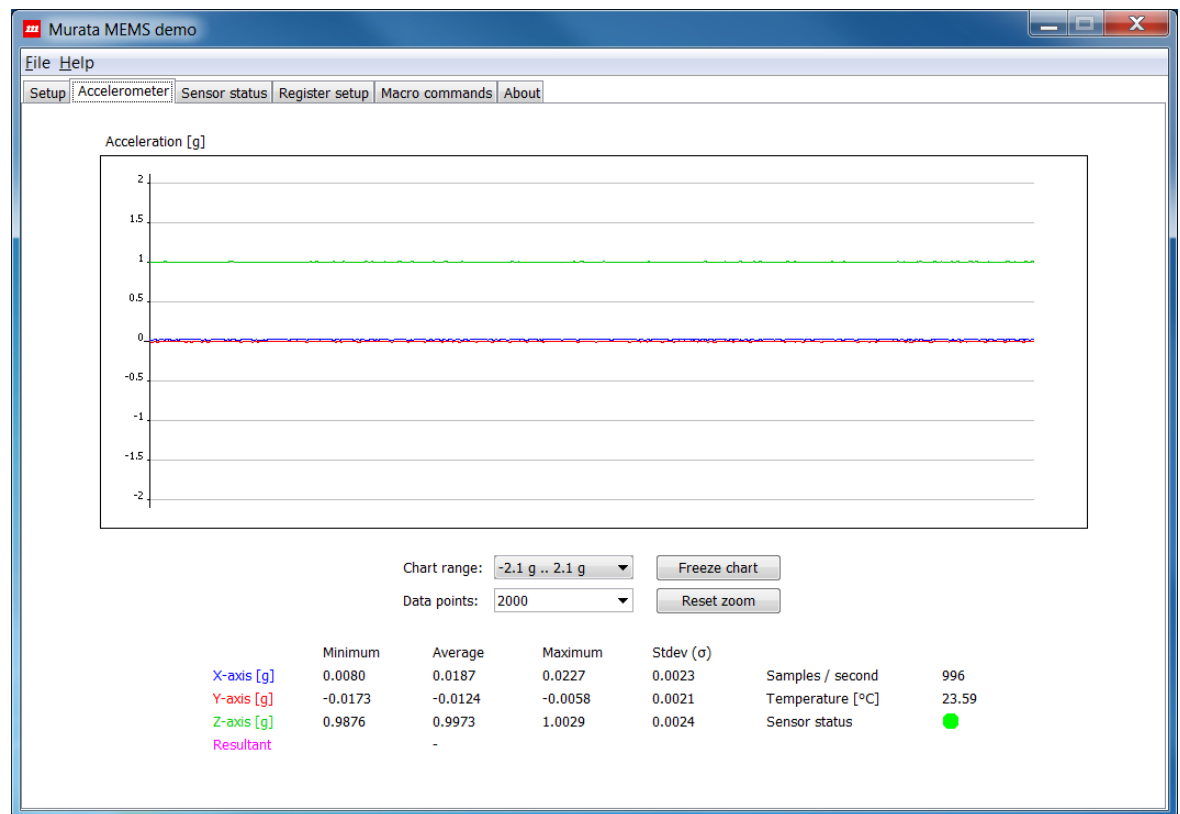 m Murata MEMS demo X
File Help
Setup Accelerometer Sensor status Register setup Macro commands About
Acceleration [g]
2
1.5
1
0.5
0
-0.5
-1
-1.5
-2
Chart range: -2.1 g .. 2.1 g Freeze chart
Data points: 2000 Reset zoom
Minimum Average Maximum Stdev (σ)
X-axis [g] 0.0080 0.0187 0.0227 0.0023 Samples / second 996
Y-axis [g] -0.0173 -0.0124 -0.0058 0.0021 Temperature [°C] 23.59
Z-axis [g] 0.9876 0.9973 1.0029 0.0024 Sensor status
Resultant -